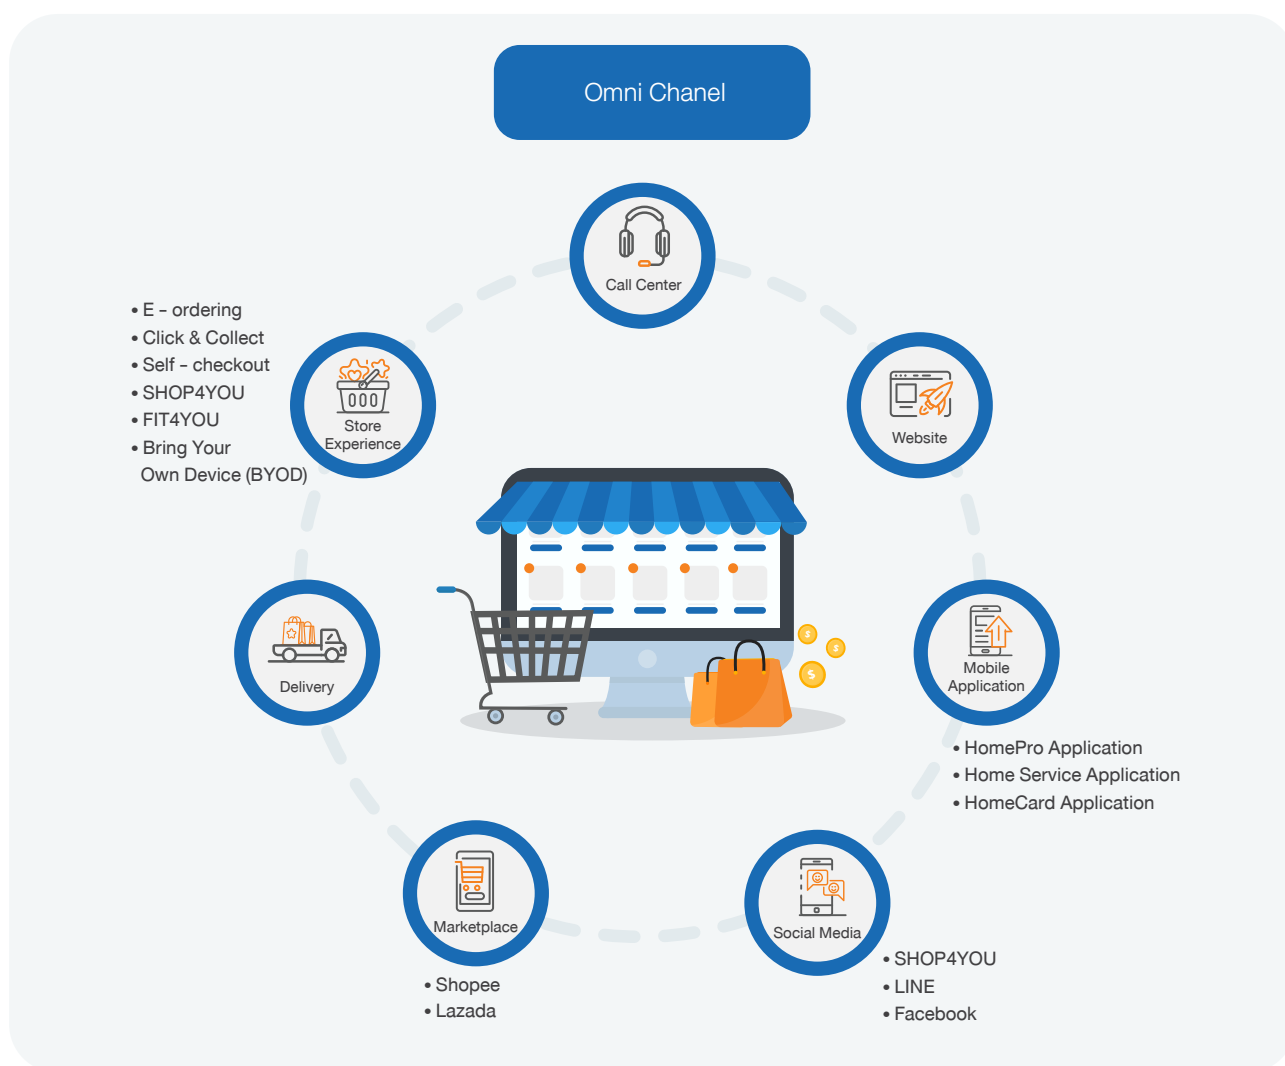 Omni Chanel
Call Center
• E - ordering
• Click & Collect
• Self - checkout
• SHOP4YOU
• FIT4YOU
• Bring Your
Own Device (BYOD)
Store
Experience
Website
Delivery
Mobile
Application
• HomePro Application
• Home Service Application
• HomeCard Application
Marketplace
• Shopee
• Lazada
Social Media
• SHOP4YOU
• LINE
• Facebook